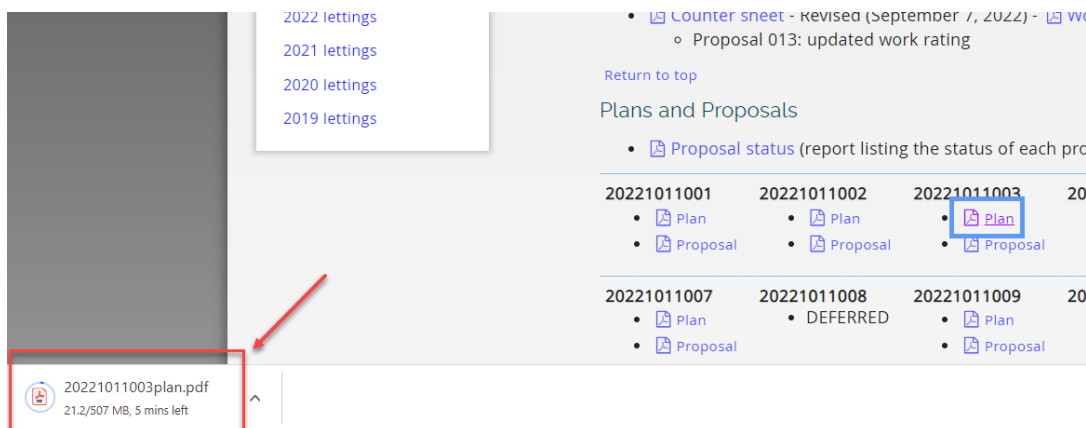 2022 lettings
2021 lettings
2020 lettings
2019 lettings
Counter sheet - Revised (September 7, 2022) -
Proposal 013: updated work rating
Return to top
Plans and Proposals
Proposal status (report listing the status of each
20221011001 20221011002 20221011003
Plan Plan Plan
Proposal Proposal Proposal
20221011007 20221011008 20221011009
Plan DEFERRED Plan
Proposal Proposal
20221011003plan.pdf
21.2/507 MB, 5 mins left